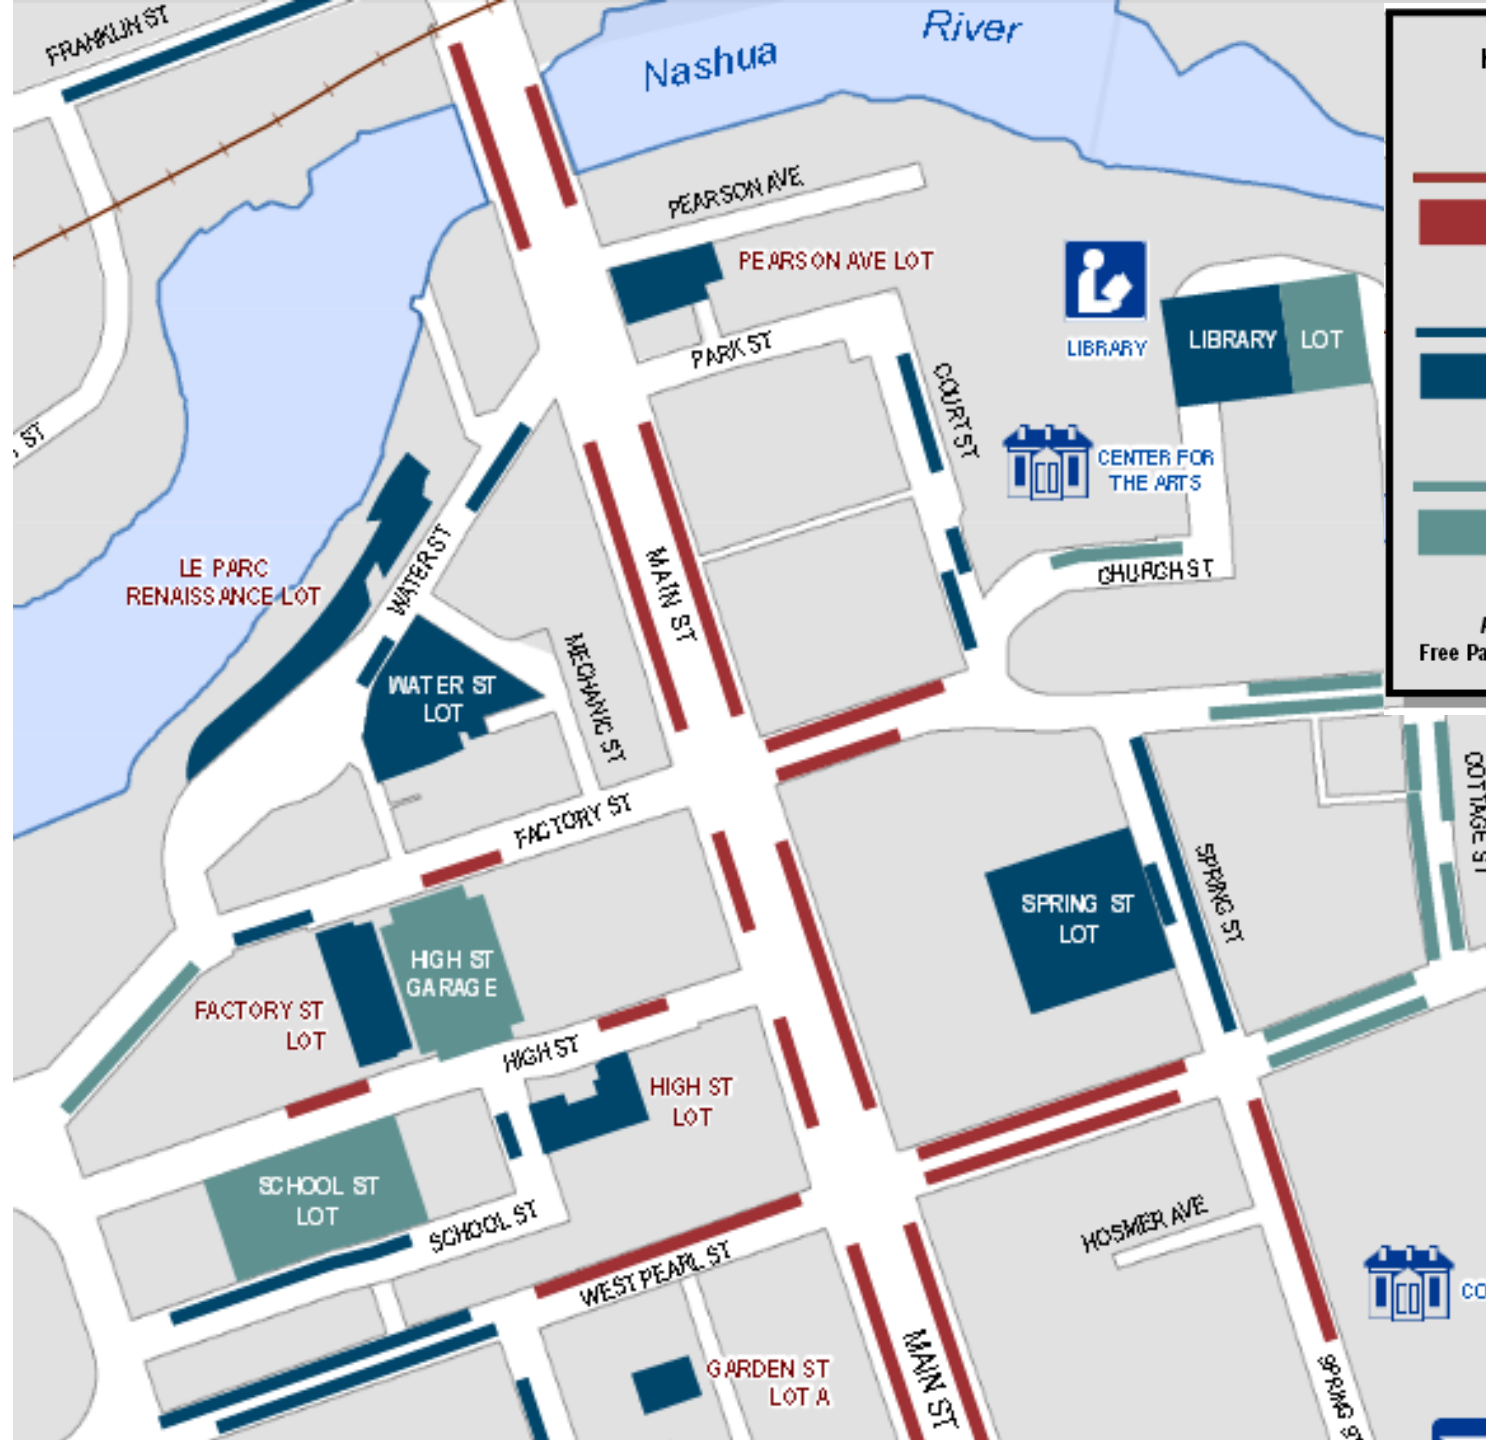 FRANKLIN ST
Nashua
River
PEARSON AVE
PEARSON AVE LOT
LIBRARY
LIBRARY LOT
PARK ST
COURT ST
CENTER FOR
THE ARTS
ST
LE PARC
RENAISSANCE LOT
WATER ST
MAIN ST
CHURCH ST
Free Pa
WATER ST
LOT
MECHANIC ST
FACTORY ST
COTTAGE ST
SPRING ST
SPRING ST
LOT
HIGH ST
GARAGE
FACTORY ST
LOT
HIGH ST
HIGH ST
LOT
SCHOOL ST
LOT
SCHOOL ST
WEST PEARL ST
HOSMER AVE
CO
GARDEN ST
LOT A
MAIN ST
SPRING ST